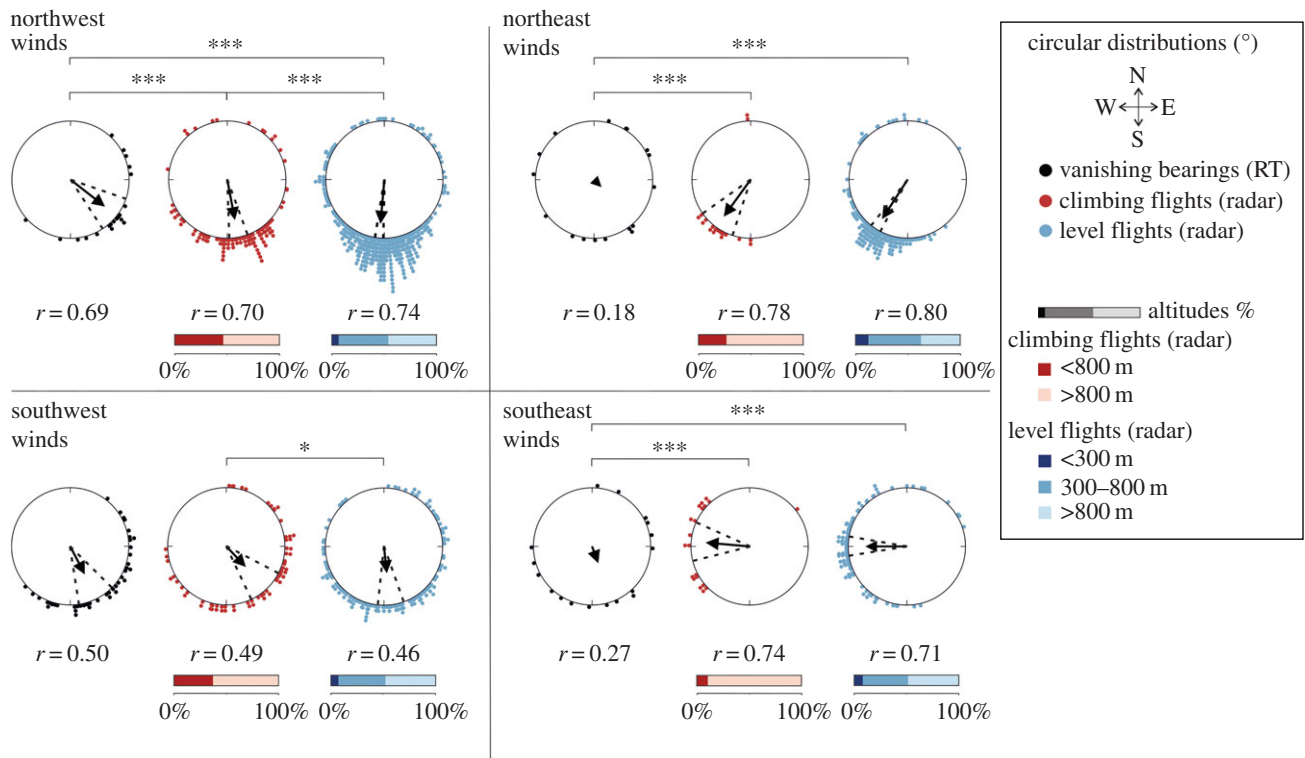 northwest
winds
***
*** ***
r = 0.69 r = 0.70 r = 0.74
0% 100% 0% 100%
northeast
winds
***
***
r = 0.18 r = 0.78 r = 0.80
0% 100% 0% 100%
southwest
winds
*
r = 0.50 r = 0.49 r = 0.46
0% 100% 0% 100%
southeast
winds
***
***
r = 0.27 r = 0.74 r = 0.71
0% 100% 0% 100%
circular distributions (°)
N
W E
S
vanishing bearings (RT)
climbing flights (radar)
level flights (radar)
altitudes %
climbing flights (radar)
<800 m
>800 m
level flights (radar)
<300 m
300–800 m
>800 m